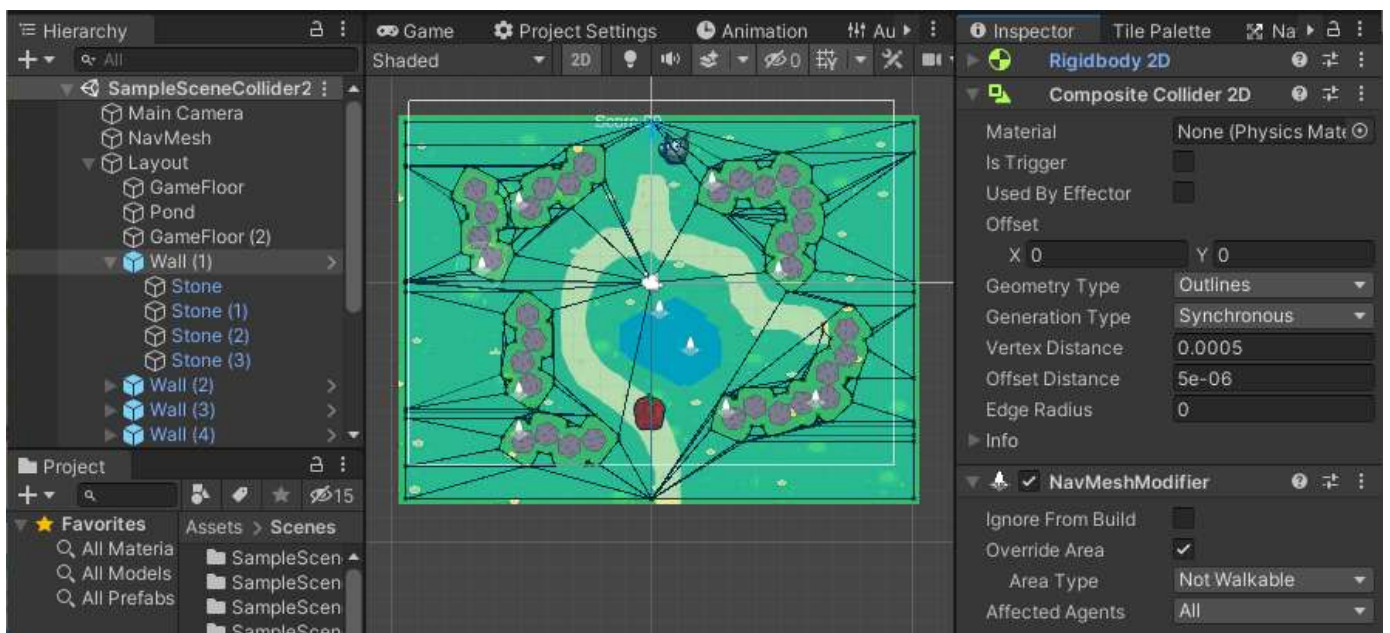 Hierarchy
All
SampleSceneCollider2
Main Camera
NavMesh
Layout
GameFloor
Pond
GameFloor (2)
Wall (1)
Stone
Stone (1)
Stone (2)
Stone (3)
Wall (2)
Wall (3)
Wall (4)
Project
15
Favorites
All Materia
All Models
All Prefabs
Assets > Scenes
SampleScen
SampleScen
SampleScen
SampleScen
Game Project Settings Animation Au
Shaded 2D 0
Inspector Tile Palette Na
Rigidbody 2D
Composite Collider 2D
Material None (Physics Mate
Is Trigger
Used By Effector
Offset
X 0 Y 0
Geometry Type Outlines
Generation Type Synchronous
Vertex Distance 0.0005
Offset Distance 5e-06
Edge Radius 0
Info
NavMeshModifier
Ignore From Build
Override Area
Area Type Not Walkable
Affected Agents All